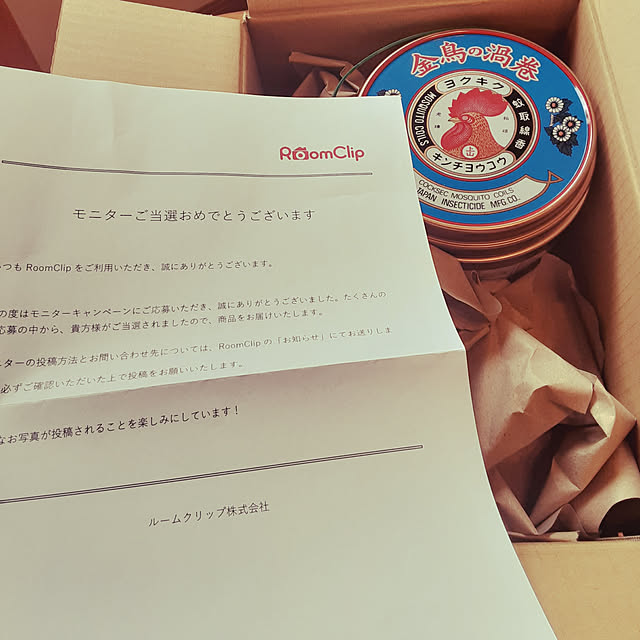 金鳥の渦巻
ヨクキク
MOSQUITO COILS
蚊取線香
キンチヨウコウ
COCKSEC MOSQUITO COILS
JAPAN INSECTICIDE MFG.CO.
RoomClip
モニターご当選おめでとうございます
つも RoomClip をご利用いただき、誠にありがとうございます。
の度はモニターキャンペーンにご応募いただき、誠にありがとうございました。たくさんの
応募の中から、貴方様がご当選されましたので、商品をお届けいたします。
ニターの投稿方法とお問い合わせ先については、RoomClip の「お知らせ」にてお送りしま
必ずご確認いただいた上で投稿をお願いいたします。
なお写真が投稿されることを楽しみにしています！
ルームクリップ株式会社